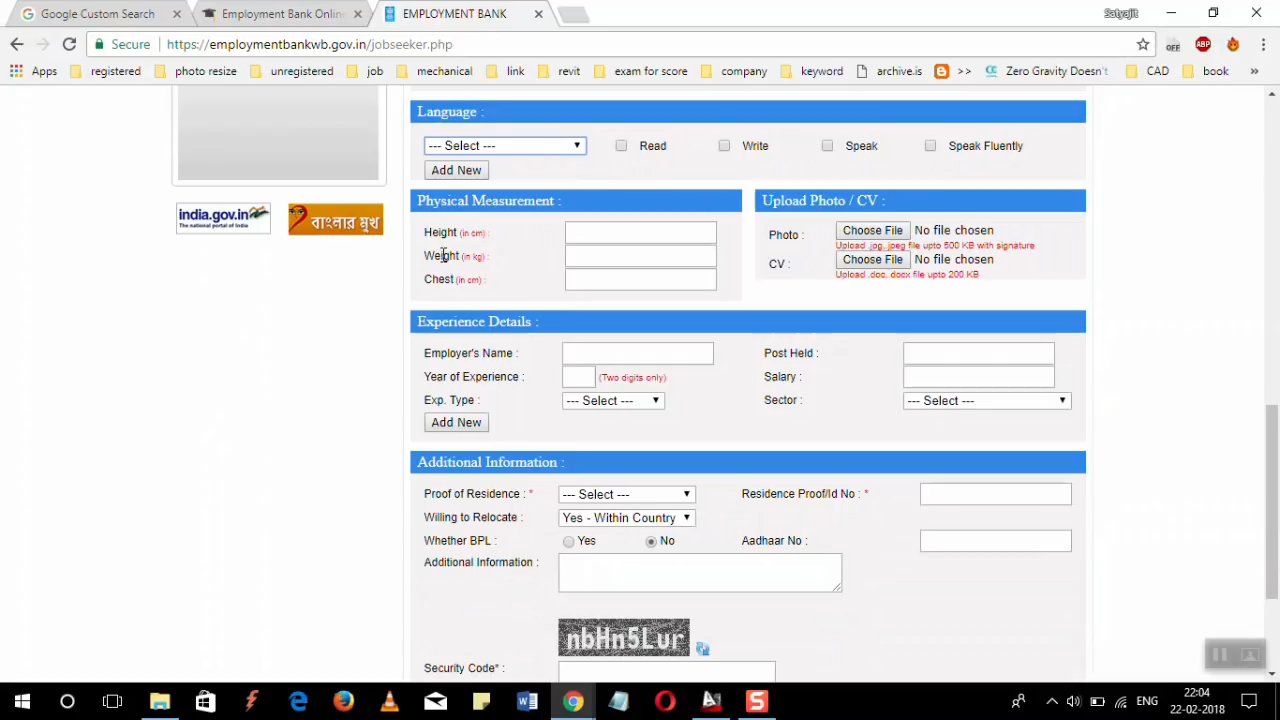 Google Custom Search
Employment Bank Onlin
EMPLOYMENT BANK
Satyajit
Secure
https://employmentbankwb.gov.in/jobseeker.php
OFF
ABP
Apps
registered
photo resize
unregistered
job
mechanical
link
revit
exam for score
company
keyword
archive.is
>>
Zero Gravity Doesn't
CAD
book
»
Language :
--- Select ---
Read
Write
Speak
Speak Fluently
Add New
india.gov.in
The national portal of India
বাংলার মুখ
Physical Measurement :
Height (in cm) :
Weight (in kg) :
Chest (in cm) :
Upload Photo / CV :
Photo :
Choose File No file chosen
Upload .jpg,.jpeg file upto 500 KB with signature
CV :
Choose File No file chosen
Upload .doc,.docx file upto 200 KB
Experience Details :
Employer's Name :
Post Held :
Year of Experience :
(Two digits only)
Salary :
Exp. Type :
--- Select ---
Sector :
--- Select ---
Add New
Additional Information :
Proof of Residence : *
--- Select ---
Residence Proof/Id No : *
Willing to Relocate :
Yes - Within Country
Whether BPL :
Yes
No
Aadhaar No :
Additional Information :
nbHn5Lur
Security Code* :
ENG
22:04
22-02-2018